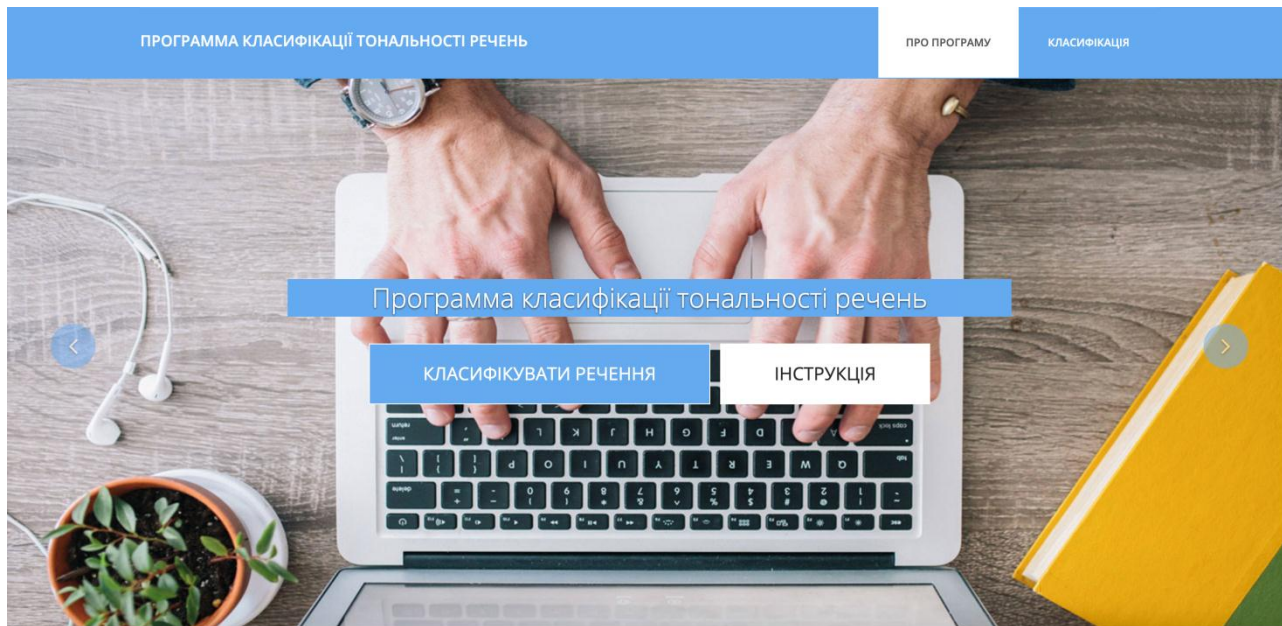 ПРОГРАММА КЛАСИФІКАЦІЇ ТОНАЛЬНОСТІ РЕЧЕНЬ
ПРО ПРОГРАМУ
КЛАСИФІКАЦІЯ
Программа класифікації тональності речень
КЛАСИФІКУВАТИ РЕЧЕННЯ
ІНСТРУКЦІЯ